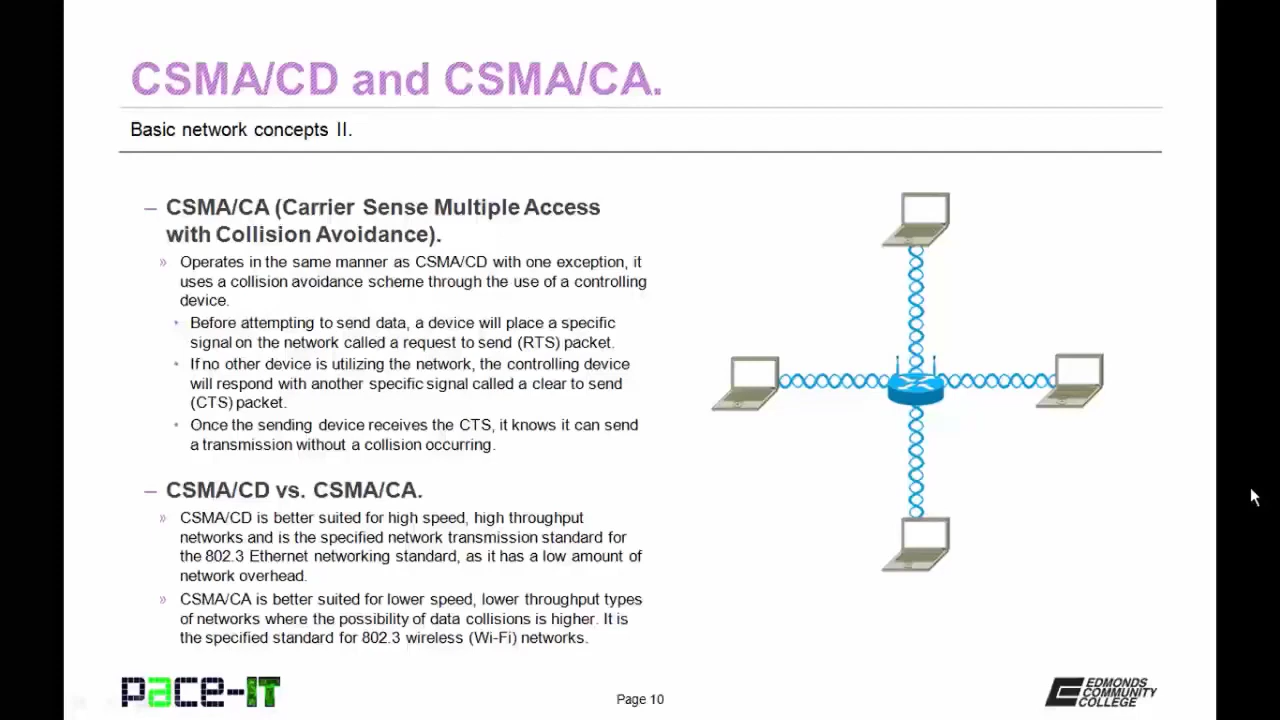 CSMA/CD and CSMA/CA.
Basic network concepts II.
– CSMA/CA (Carrier Sense Multiple Access
with Collision Avoidance).
» Operates in the same manner as CSMA/CD with one exception, it
uses a collision avoidance scheme through the use of a controlling
device.
• Before attempting to send data, a device will place a specific
signal on the network called a request to send (RTS) packet.
• If no other device is utilizing the network, the controlling device
will respond with another specific signal called a clear to send
(CTS) packet.
• Once the sending device receives the CTS, it knows it can send
a transmission without a collision occurring.
– CSMA/CD vs. CSMA/CA.
» CSMA/CD is better suited for high speed, high throughput
networks and is the specified network transmission standard for
the 802.3 Ethernet networking standard, as it has a low amount of
network overhead.
» CSMA/CA is better suited for lower speed, lower throughput types
of networks where the possibility of data collisions is higher. It is
the specified standard for 802.3 wireless (Wi-Fi) networks.
pace-IT
Page 10
EDMONDS
COMMUNITY
COLLEGE